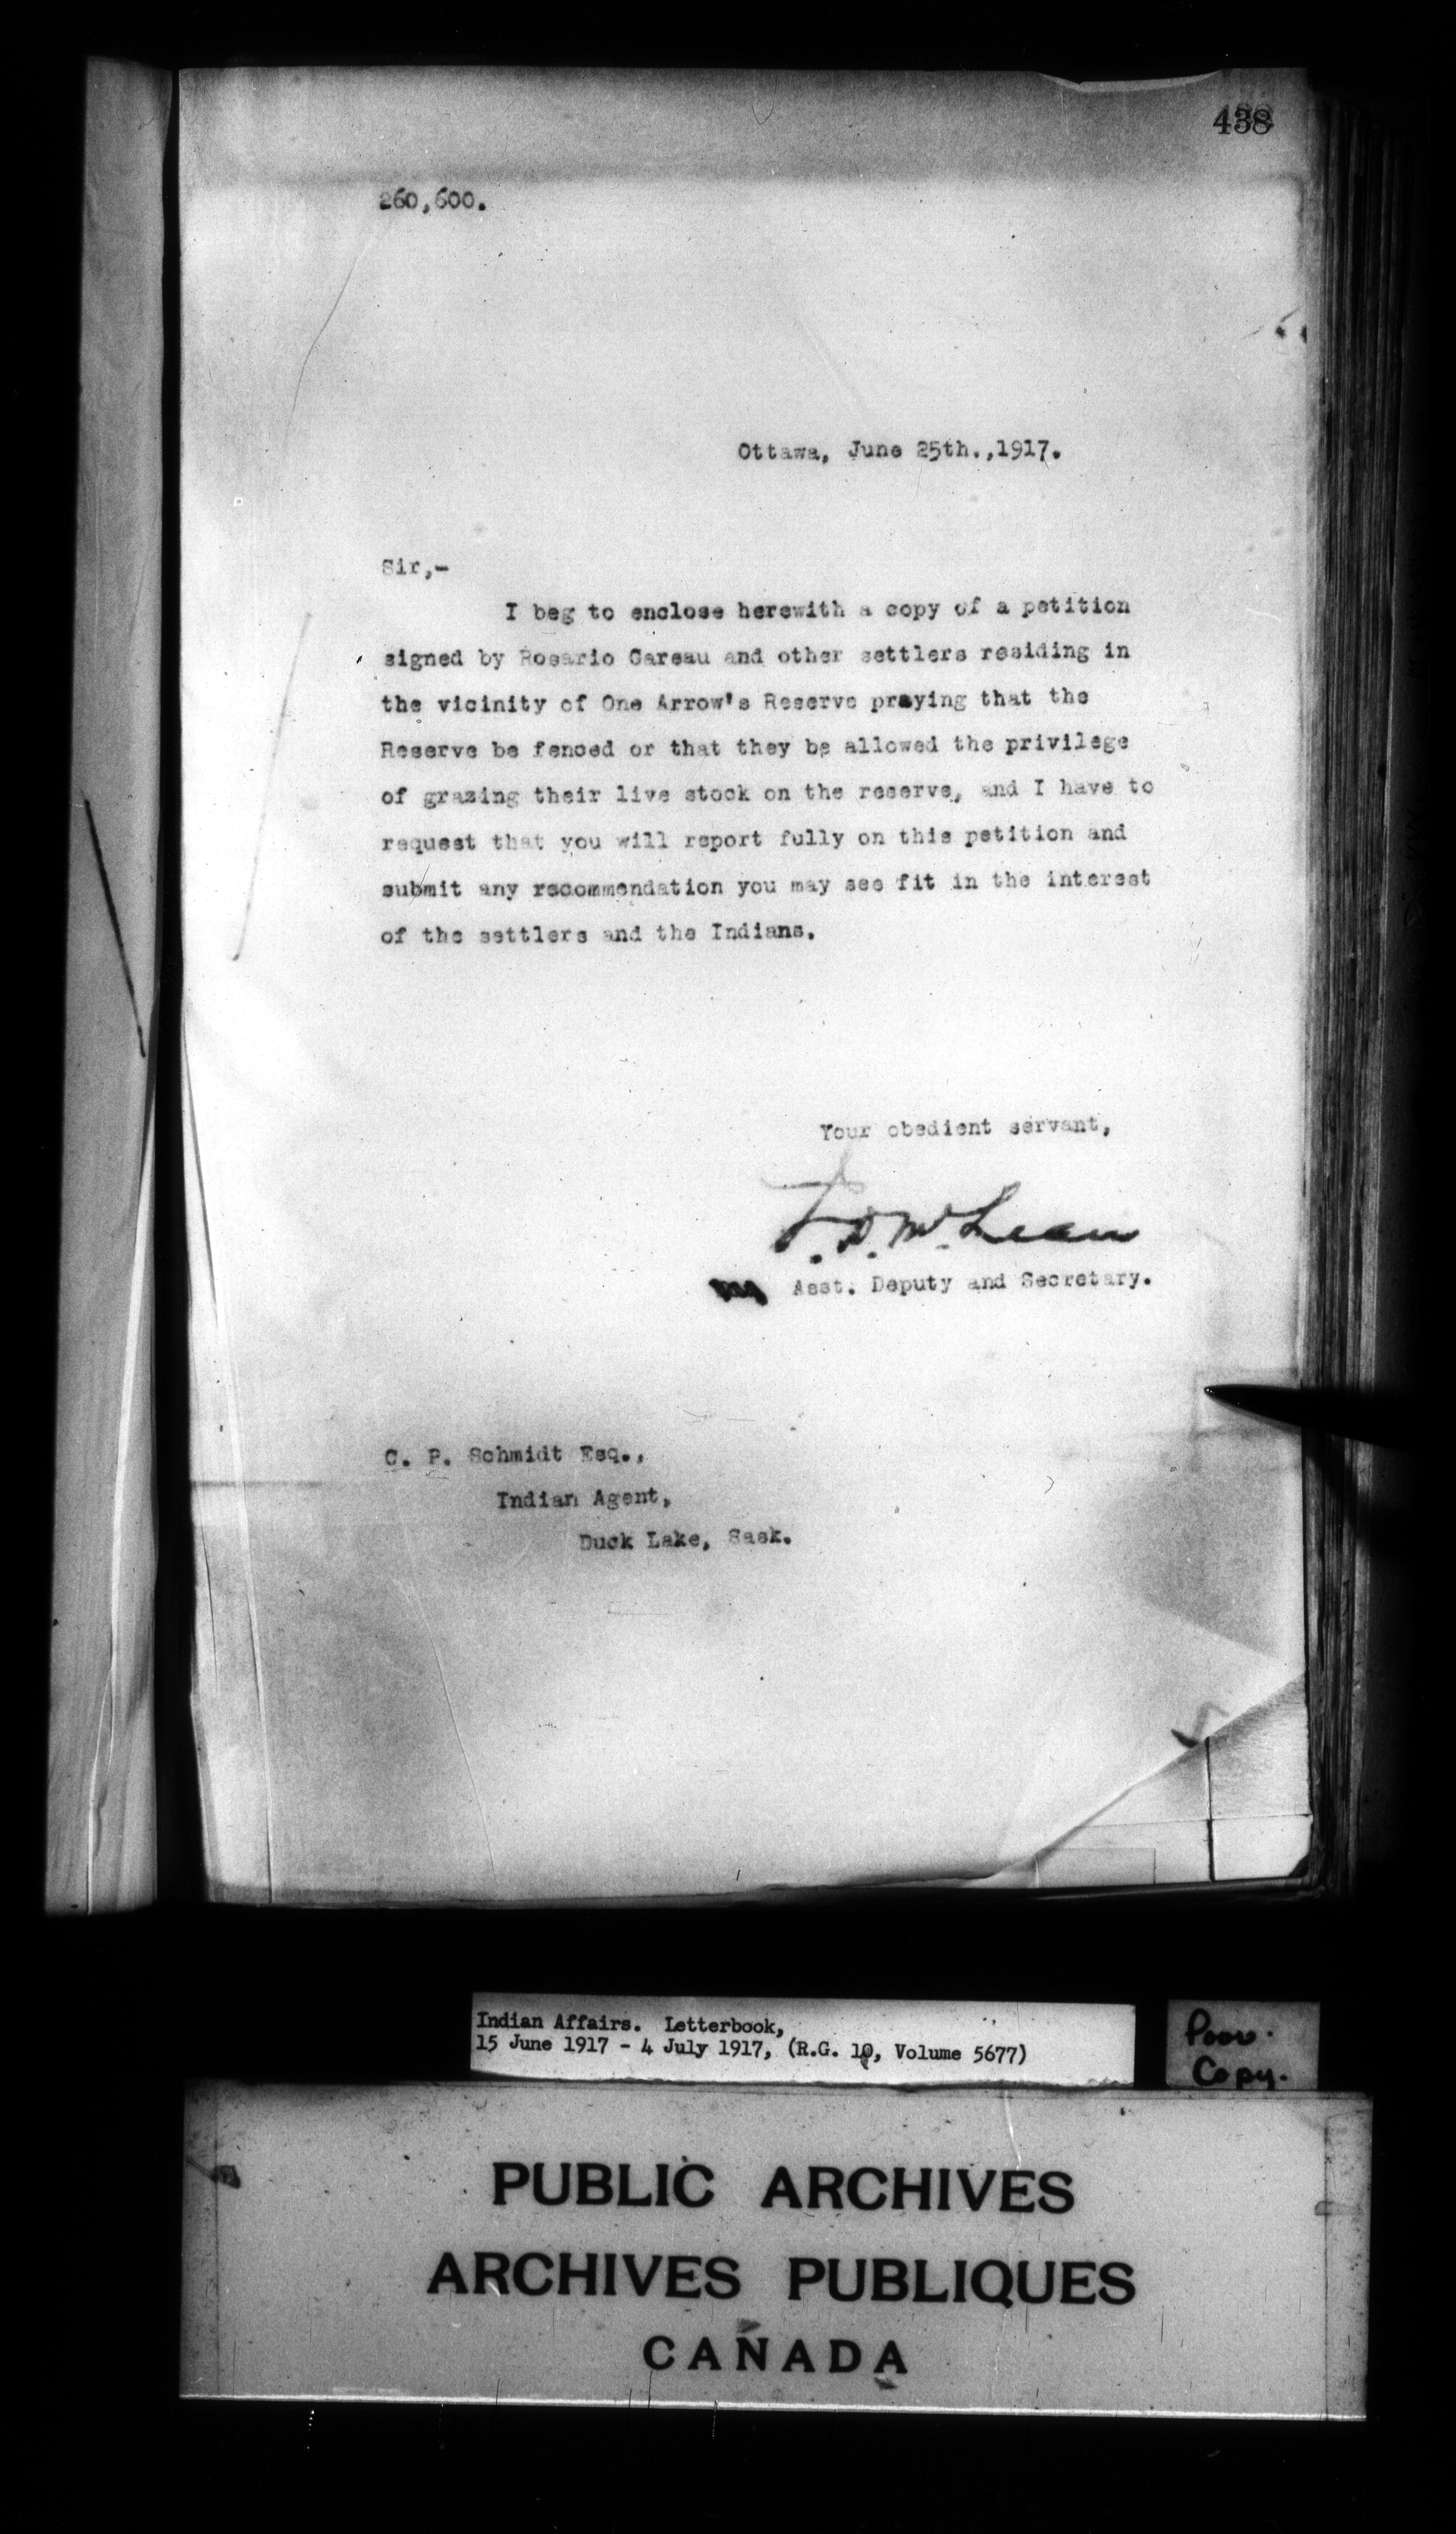 438
260,600.
Ottawa, June 25th.,1917.
Sir,-
I beg to enclose herewith a copy of a petition
signed by Rosario Gareau and other settlers residing in
the vicinity of One Arrow's Reserve praying that the
Reserve be fenced or that they be allowed the privilege
of grazing their live stock on the reserve, and I have to
request that you will report fully on this petition and
submit any recommendation you may see fit in the interest
of the settlers and the Indians.
Your obedient servant,
J. D. McLean
Asst. Deputy and Secretary.
C. P. Schmidt Esq.,
Indian Agent,
Duck Lake, Sask.
Indian Affairs. Letterbook,
15 June 1917 - 4 July 1917, (R.G. 10, Volume 5677)
Poor.
Copy.
PUBLIC ARCHIVES
ARCHIVES PUBLIQUES
CANADA